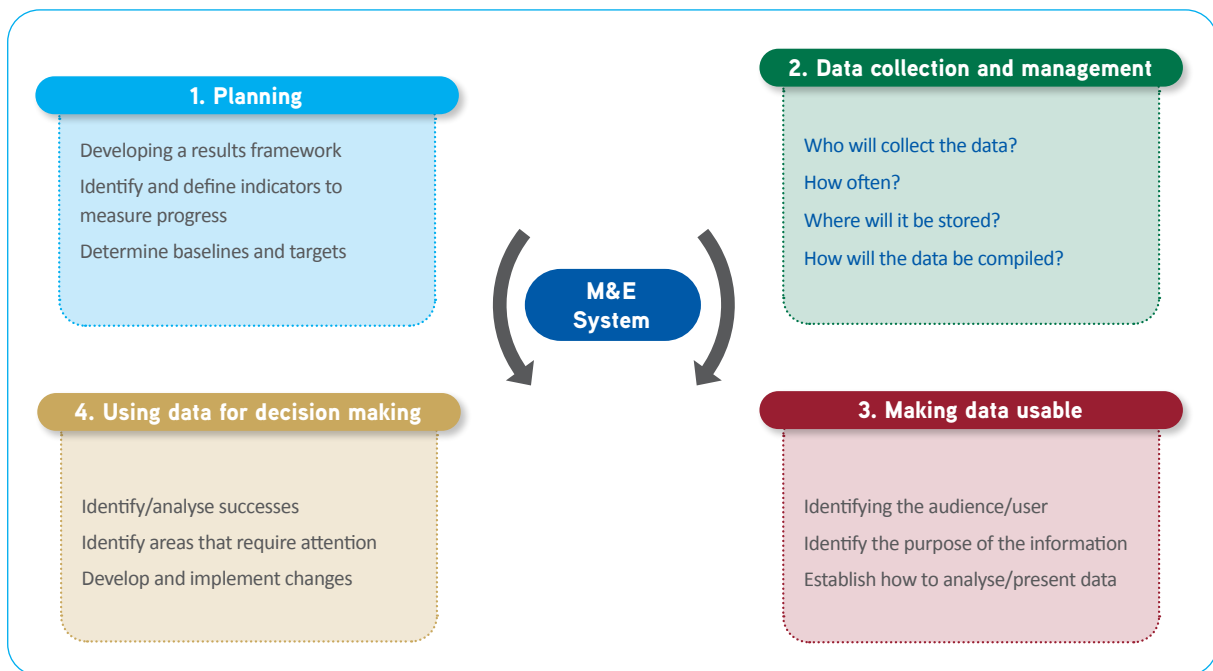 1. Planning
Developing a results framework
Identify and define indicators to
measure progress
Determine baselines and targets
2. Data collection and management
Who will collect the data?
How often?
Where will it be stored?
How will the data be compiled?
M&E
System
4. Using data for decision making
Identify/analyse successes
Identify areas that require attention
Develop and implement changes
3. Making data usable
Identifying the audience/user
Identify the purpose of the information
Establish how to analyse/present data